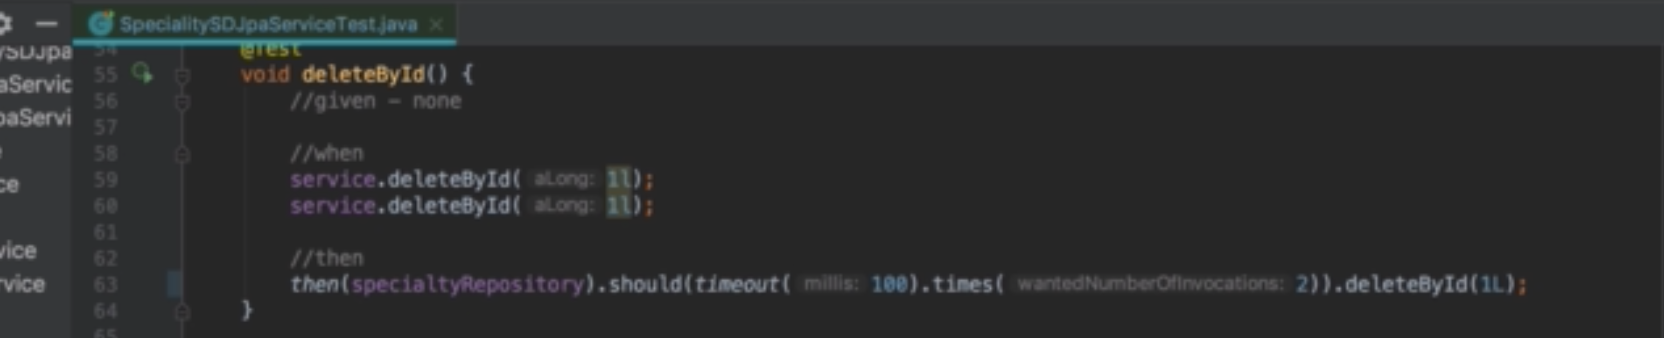 SpecialitySDJpaServiceTest.java
ySDJpa
54 @Test
aServic
55 void deleteById() {
56 //given – none
paServi
57
58 //when
59 service.deleteById( aLong: 1l);
ce
60 service.deleteById( aLong: 1l);
61
vice
62 //then
rvice
63 then(specialtyRepository).should(timeout( millis: 100).times( wantedNumberOfInvocations: 2)).deleteById(1L);
64 }
65